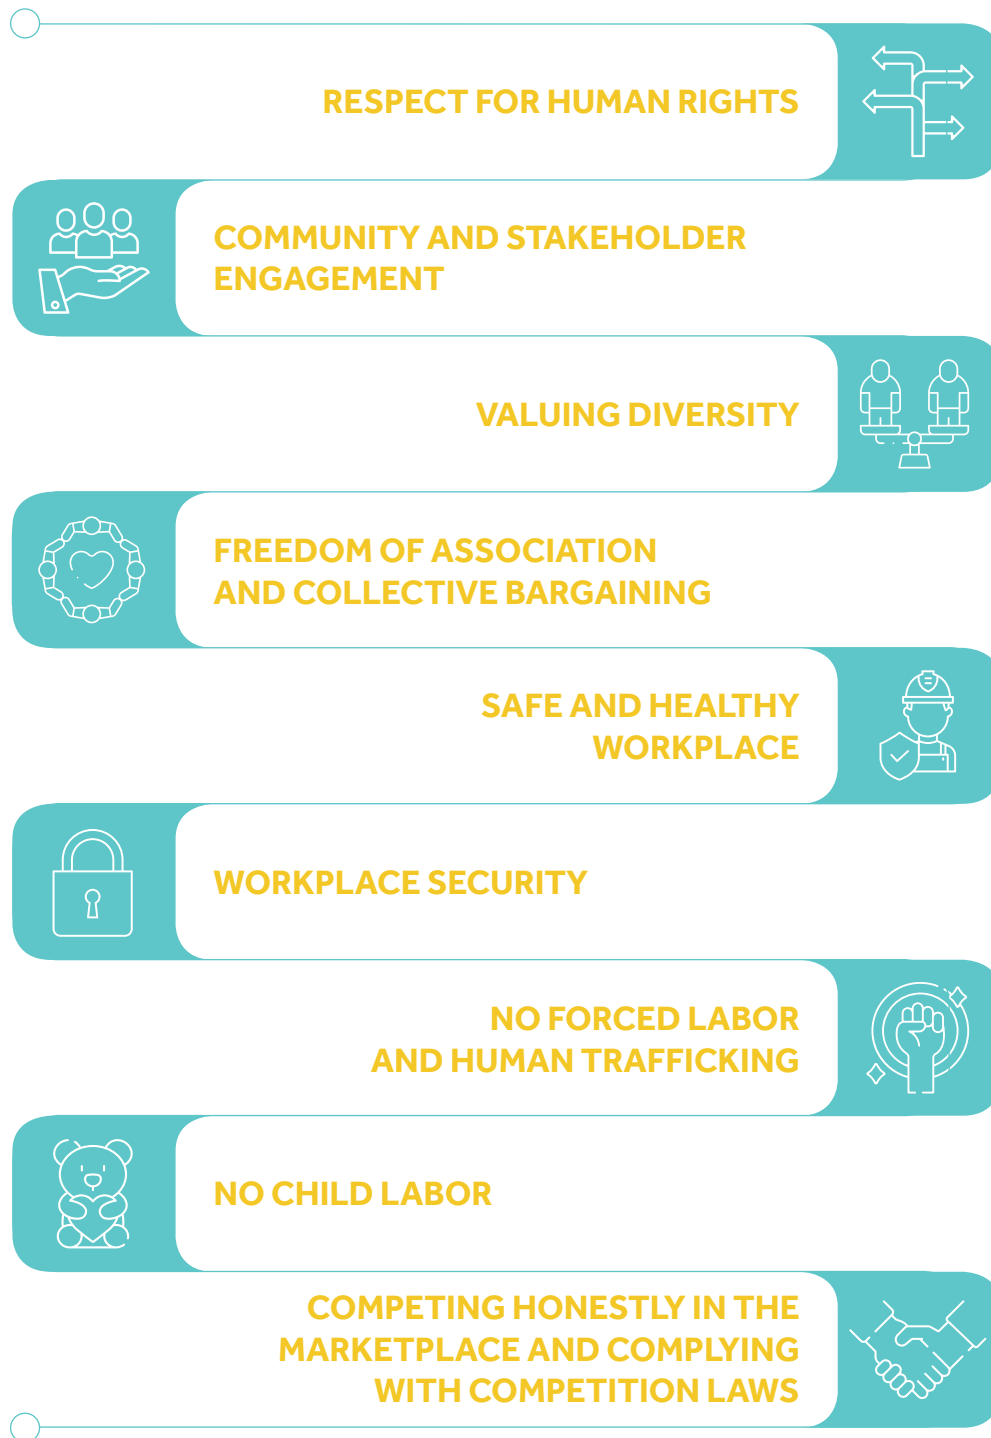 RESPECT FOR HUMAN RIGHTS
COMMUNITY AND STAKEHOLDER
ENGAGEMENT
VALUING DIVERSITY
FREEDOM OF ASSOCIATION
AND COLLECTIVE BARGAINING
SAFE AND HEALTHY
WORKPLACE
WORKPLACE SECURITY
NO FORCED LABOR
AND HUMAN TRAFFICKING
NO CHILD LABOR
COMPETING HONESTLY IN THE
MARKETPLACE AND COMPLYING
WITH COMPETITION LAWS